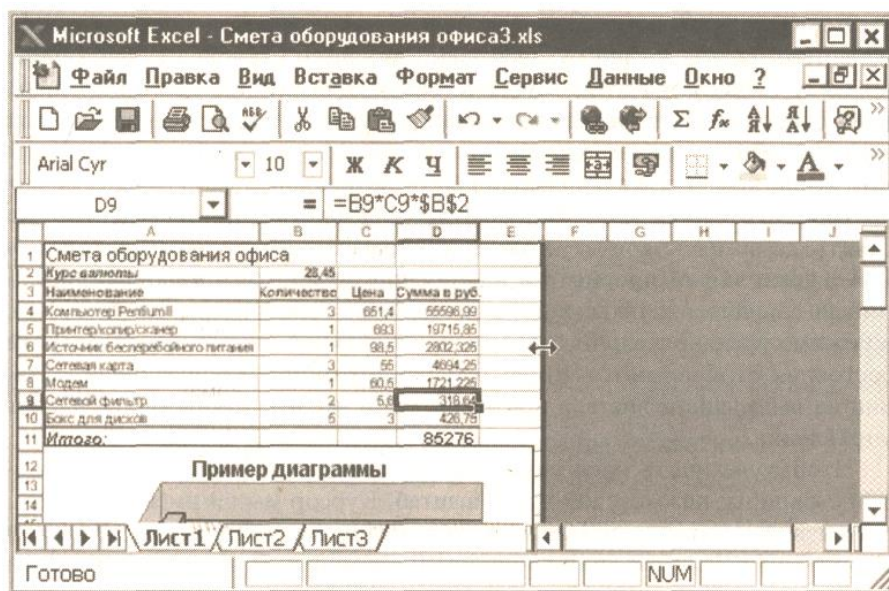 Microsoft Excel - Смета оборудования офиса3.xls
Файл Правка Вид Вставка Формат Сервис Данные Окно ?
Arial Cyr 10 Ж К Ч
D9 = =B9*C9*$B$2
A B C D E F G H I J
1 Смета оборудования офиса
2 Курс валюты 28,45
3 Наименование Количество Цена Сумма в руб.
4 Компьютер PentiumII 3 651,4 55596,99
5 Принтер/копир/сканер 1 693 19715,85
6 Источник бесперебойного питания 1 98,5 2802,325
7 Сетевая карта 3 55 4694,25
8 Модем 1 60,5 1721,225
9 Сетевой фильтр 2 5,6 318,64
10 Бокс для дисков 5 3 426,75
11 Итого: 85276
12 Пример диаграммы
13
14
Лист1 Лист2 Лист3
Готово NUM